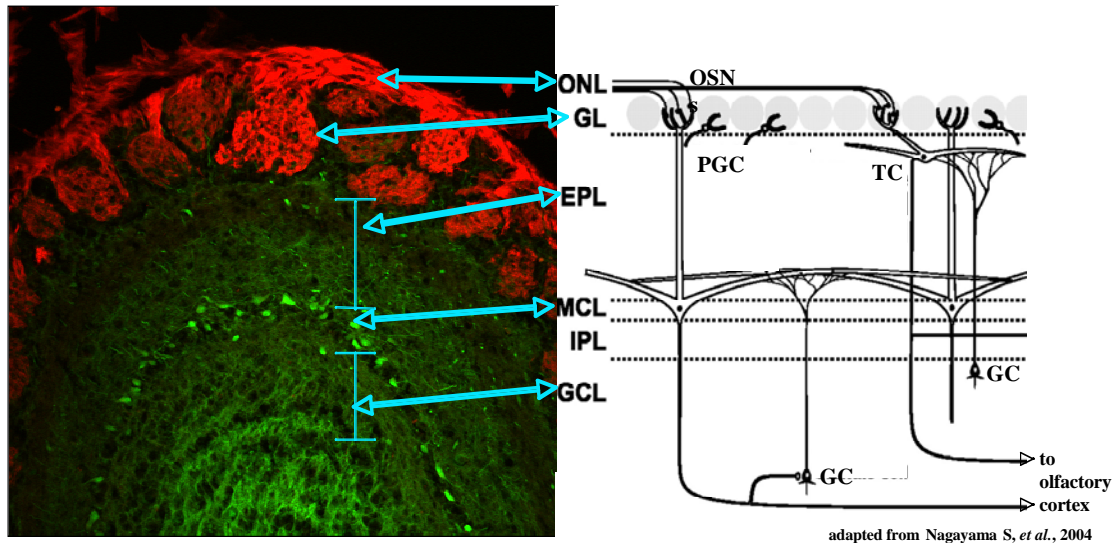 ONL
GL
EPL
MCL
IPL
GCL
OSN
s
PGC
TC
GC
GC
to
olfactory
cortex
adapted from Nagayama S, et al., 2004